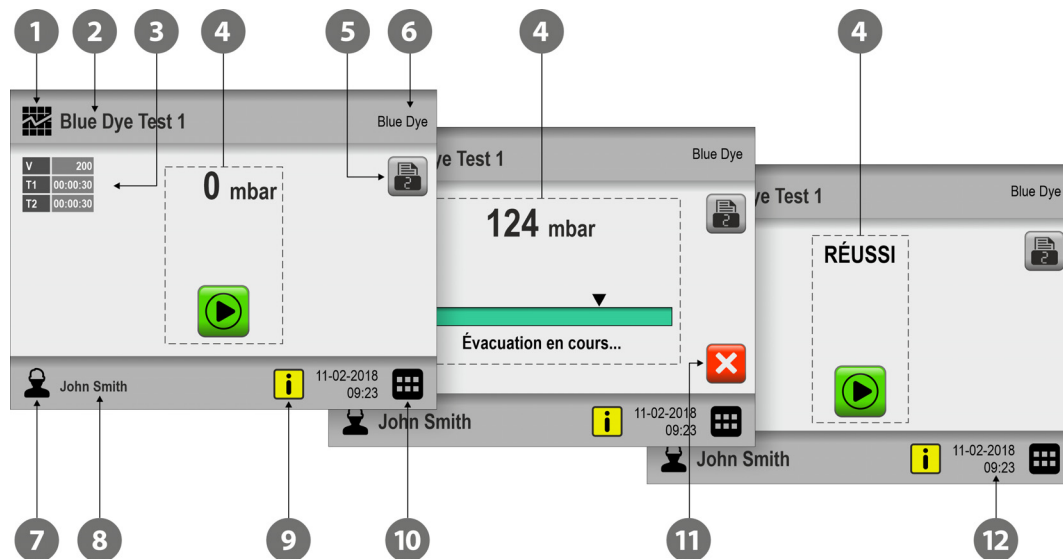 1 2 3 4 5 6 4 4
Blue Dye Test 1
Blue Dye
V 200
T1 00:00:30
T2 00:00:30
0 mbar
2
John Smith
i
11-02-2018
09:23
ye Test 1
Blue Dye
2
124 mbar
Évacuation en cours...
John Smith
i
11-02-2018
09:23
ye Test 1
Blue Dye
2
RÉUSSI
John Smith
i
11-02-2018
09:23
7 8 9 10 11 12